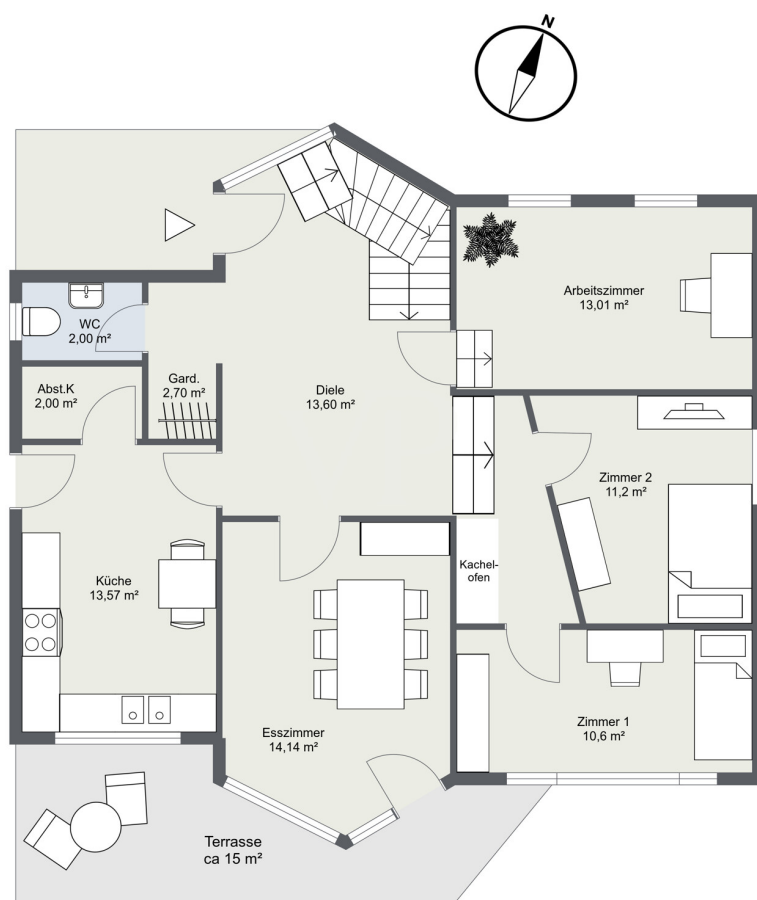 N
Arbeitszimmer
13,01 m²
WC
2,00 m²
Abst.K
2,00 m²
Gard.
2,70 m²
Diele
13,60 m²
Zimmer 2
11,2 m²
Kachel-
ofen
Küche
13,57 m²
Esszimmer
14,14 m²
Zimmer 1
10,6 m²
Terrasse
ca 15 m²